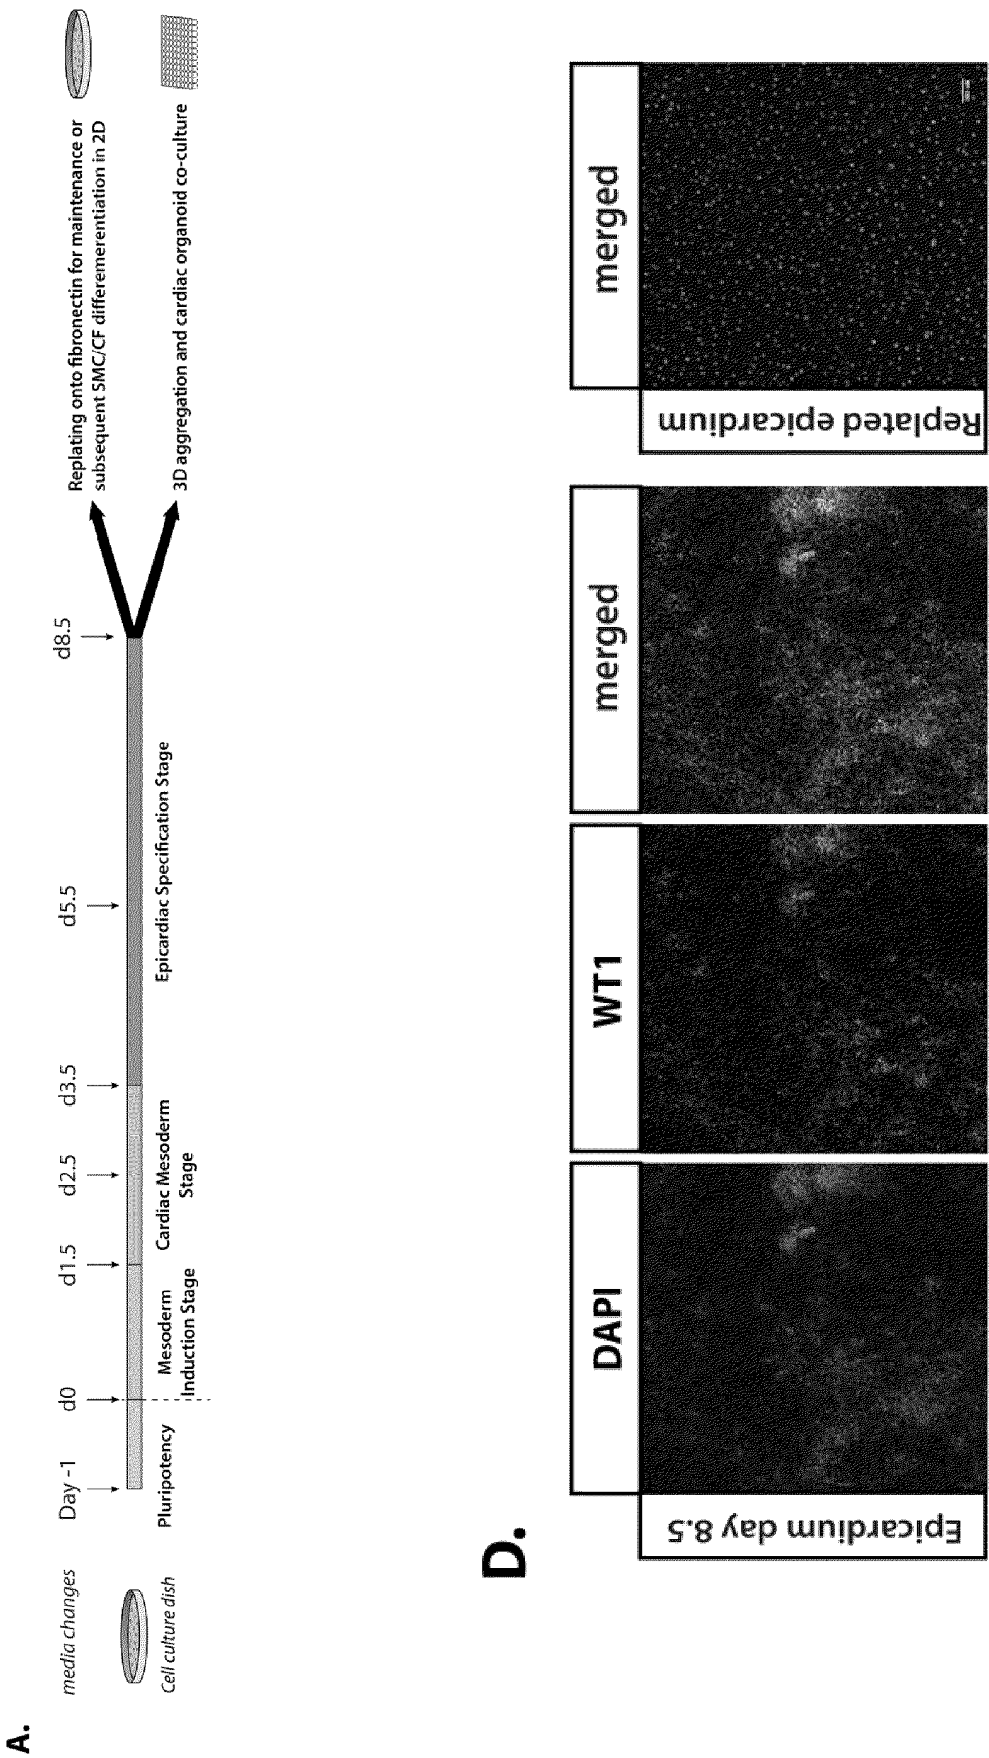 A.
media changes
Day -1
d0
d1.5
d2.5
d3.5
d5.5
d8.5
Cell culture dish
Pluripotency
Mesoderm
Induction Stage
Cardiac Mesoderm
Stage
Epicardiac Specification Stage
Replating onto fibronectin for maintenance or
subsequent SMC/CF differemerentiation in 2D
3D aggregation and cardiac organoid co-culture
D.
DAPI
WT1
merged
merged
Epicardium day 8.5
Replated epicardium